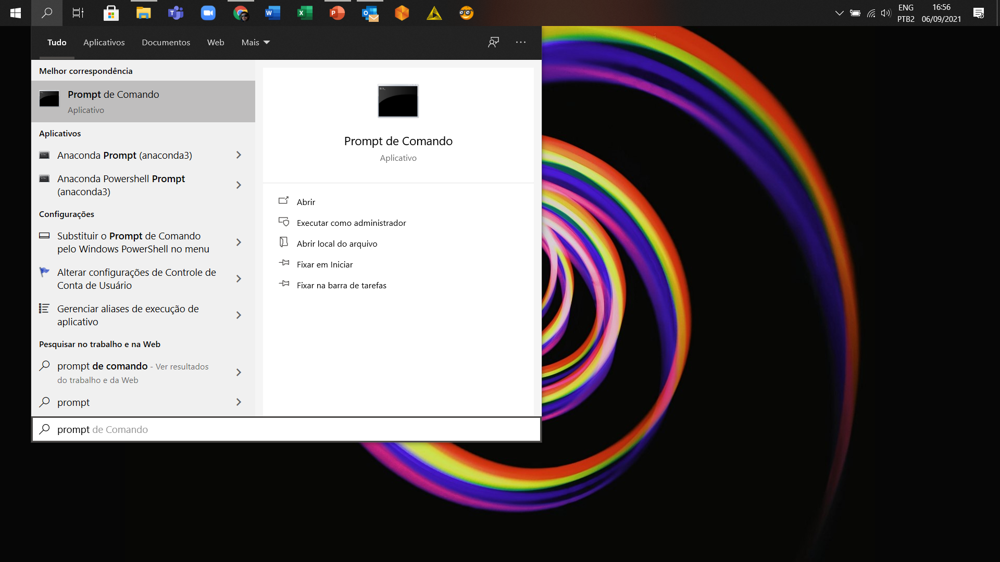 ENG
PTB2
16:56
06/09/2021
Tudo
Aplicativos
Documentos
Web
Mais
Melhor correspondência
Prompt de Comando
Aplicativo
Aplicativos
Anaconda Prompt (anaconda3)
Anaconda Powershell Prompt
(anaconda3)
Configurações
Substituir o Prompt de Comando
pelo Windows PowerShell no menu
Alterar configurações de Controle de
Conta de Usuário
Gerenciar aliases de execução de
aplicativo
Pesquisar no trabalho e na Web
prompt de comando - Ver resultados
do trabalho e da Web
prompt
Prompt de Comando
Aplicativo
Abrir
Executar como administrador
Abrir local do arquivo
Fixar em Iniciar
Fixar na barra de tarefas
prompt de Comando